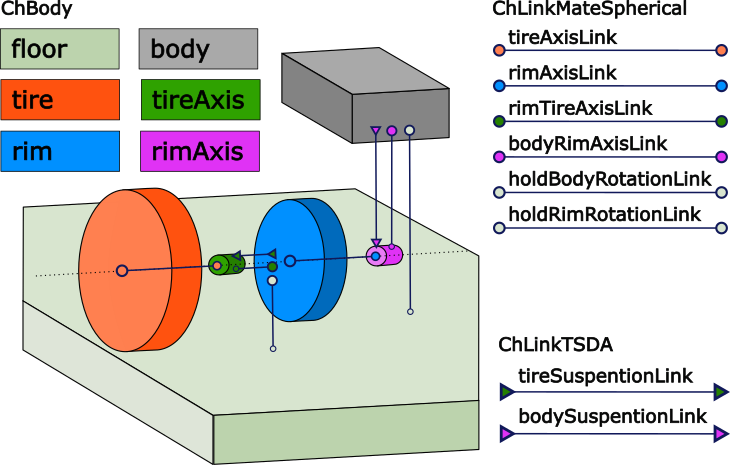 ChBody
floor
body
tire
tireAxis
rim
rimAxis
ChLinkMateSpherical
tireAxisLink
rimAxisLink
rimTireAxisLink
bodyRimAxisLink
holdBodyRotationLink
holdRimRotationLink
ChLinkTSDA
tireSuspentionLink
bodySuspentionLink